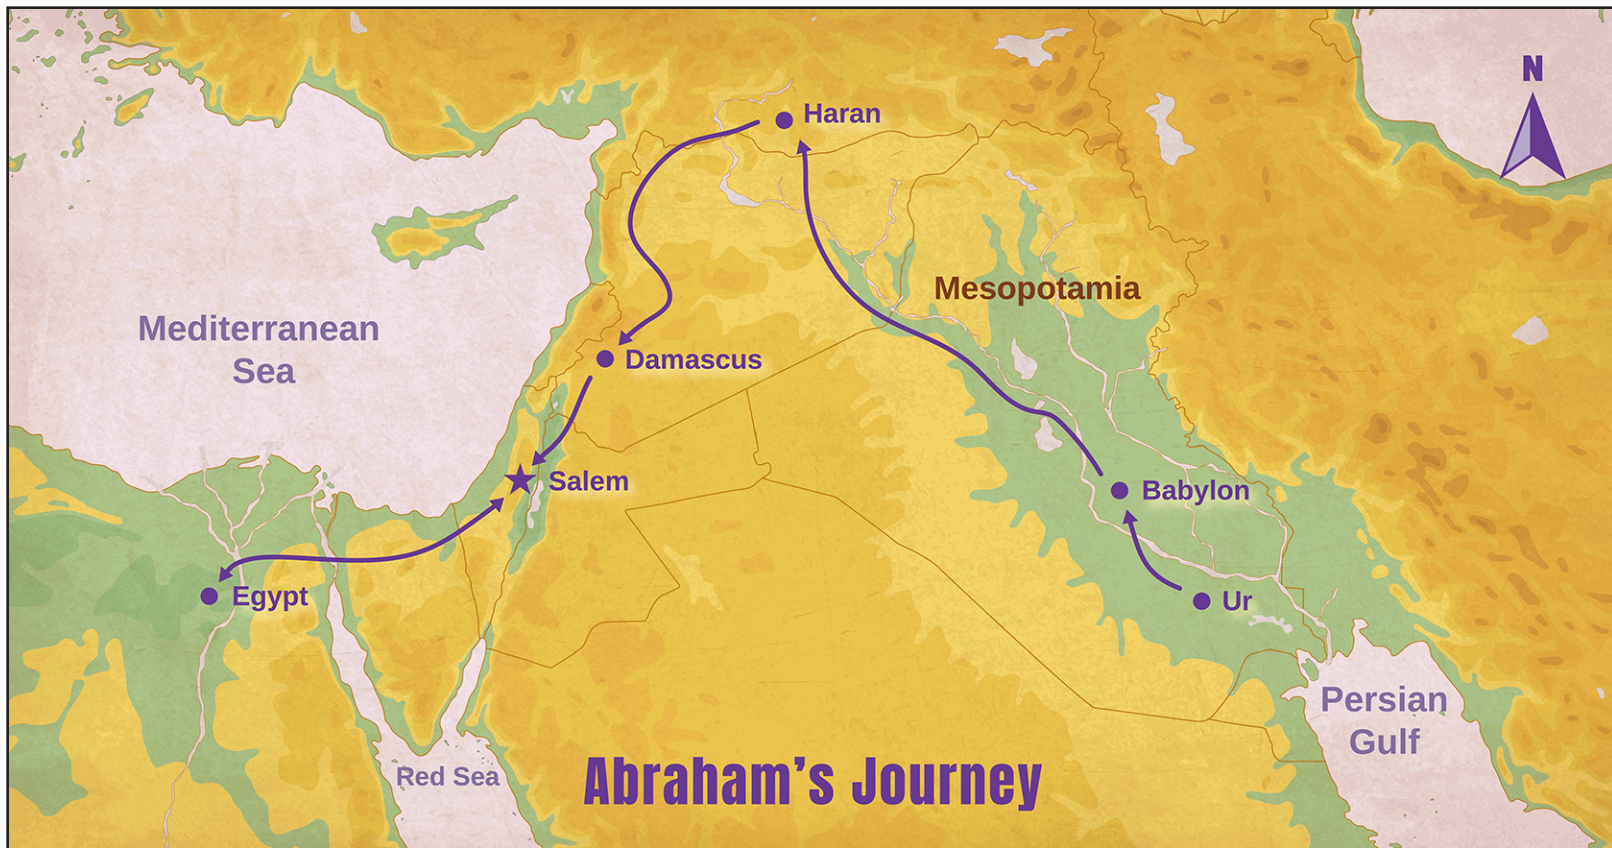 N
Haran
Mesopotamia
Mediterranean
Sea
Damascus
Salem
Babylon
Egypt
Ur
Persian
Gulf
Red Sea
Abraham’s Journey